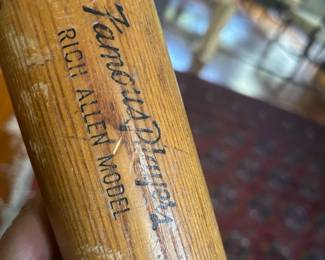 Famous Players
RICH ALLEN MODEL